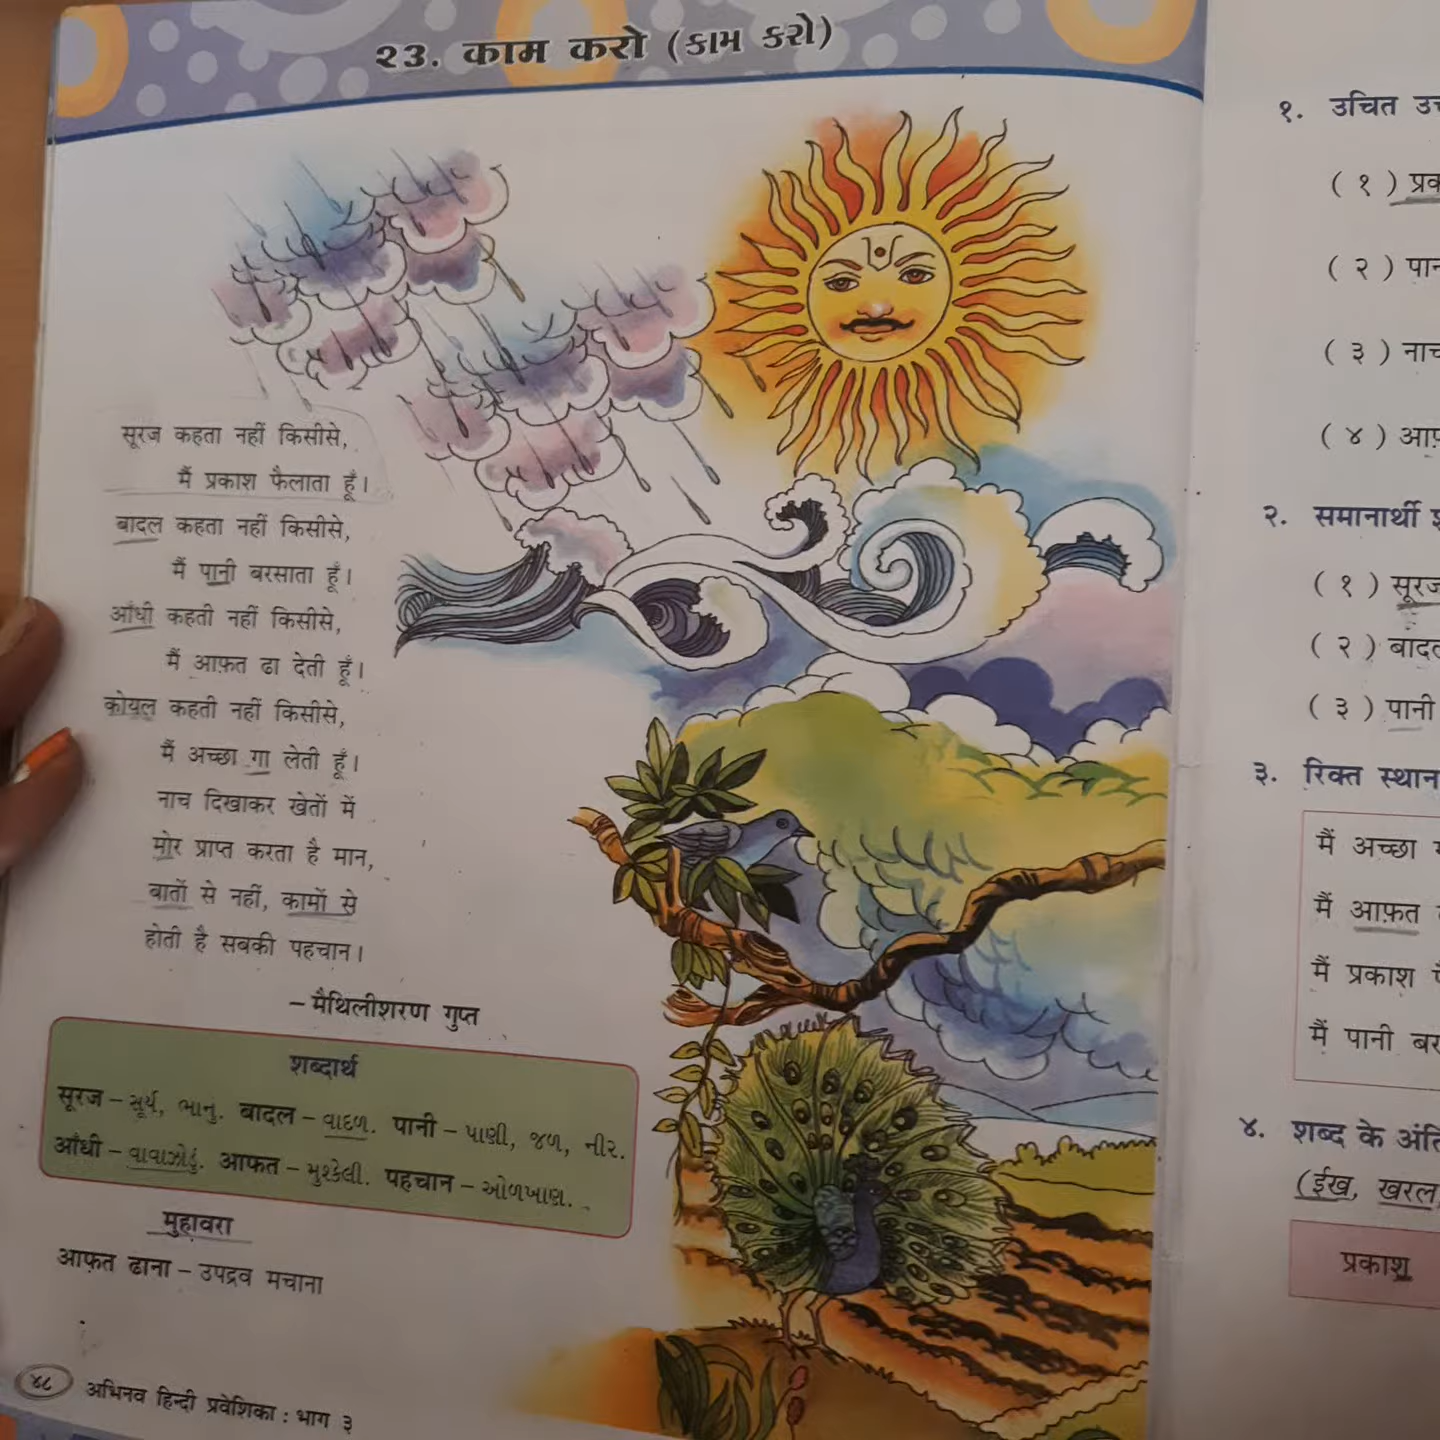 २३. काम करो (કામ કરો)
सूरज कहता नहीं किसीसे,
मैं प्रकाश फैलाता हूँ।
बादल कहता नहीं किसीसे,
मैं पानी बरसाता हूँ।
आँधी कहती नहीं किसीसे,
मैं आफ़त ढा देती हूँ।
कोयल कहती नहीं किसीसे,
मैं अच्छा गा लेती हूँ।
नाच दिखाकर खेतों में
मोर प्राप्त करता है मान,
बातों से नहीं, कामों से
होती है सबकी पहचान।
– मैथिलीशरण गुप्त
शब्दार्थ
सूरज – સૂર્ય, ભાનુ. बादल – વાદળ. पानी – પાણી, જળ, નીર.
आँधी – વાવાઝોડું. आफत – મુશ્કેલી. पहचान – ઓળખાણ.
मुहावरा
आफ़त ढाना – उपद्रव मचाना
४८ अभिनव हिन्दी प्रवेशिका : भाग ३
१. उचित
( १ )
( २ )
( ३ )
( ४ )
२. समानार्थी
( १ ) सूरज
( २ )
( ३ ) पानी
३. रिक्त स्थान
मैं अच्छा
मैं आफ़त
मैं प्रकाश
मैं पानी
४. शब्द के
(ईख, खरल,
प्रकाश